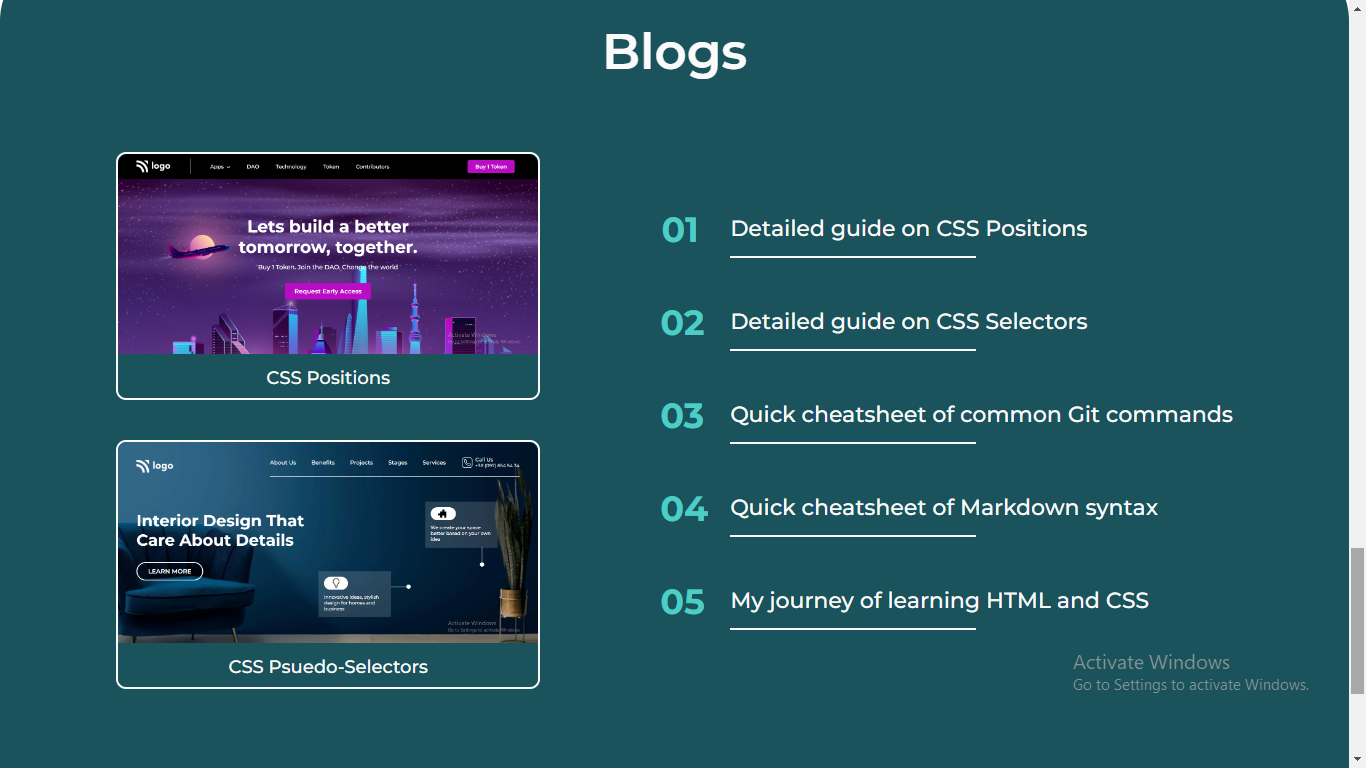 Blogs
logo
Apps
DAO
Technology
Token
Contributors
Buy 1 Token
Lets build a better
tomorrow, together.
Buy 1 Token. Join the DAO. Change the world
Request Early Access
Activate Windows
Go to Settings to activate Windows.
CSS Positions
logo
About Us
Benefits
Projects
Stages
Services
Call Us
Interior Design That
Care About Details
LEARN MORE
We create your space
better based on your own
idea
Innovative ideas, stylish
design for homes and
business
Activate Windows
Go to Settings to activate Windows.
CSS Psuedo-Selectors
01 Detailed guide on CSS Positions
02 Detailed guide on CSS Selectors
03 Quick cheatsheet of common Git commands
04 Quick cheatsheet of Markdown syntax
05 My journey of learning HTML and CSS
Activate Windows
Go to Settings to activate Windows.